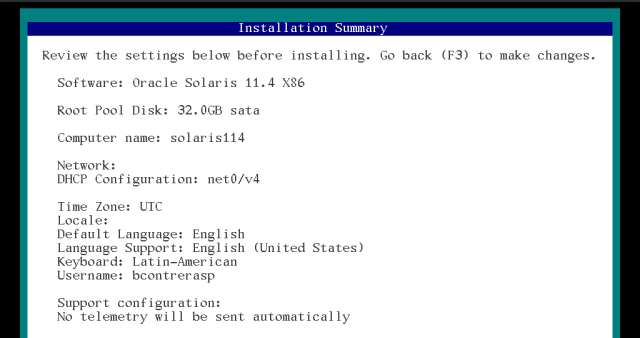 Installation Summary
Review the settings below before installing. Go back (F3) to make changes.
Software: Oracle Solaris 11.4 X86
Root Pool Disk: 32.0GB sata
Computer name: solaris114
Network:
DHCP Configuration: net0/v4
Time Zone: UTC
Locale:
Default Language: English
Language Support: English (United States)
Keyboard: Latin-American
Username: bcontrerasp
Support configuration:
No telemetry will be sent automatically